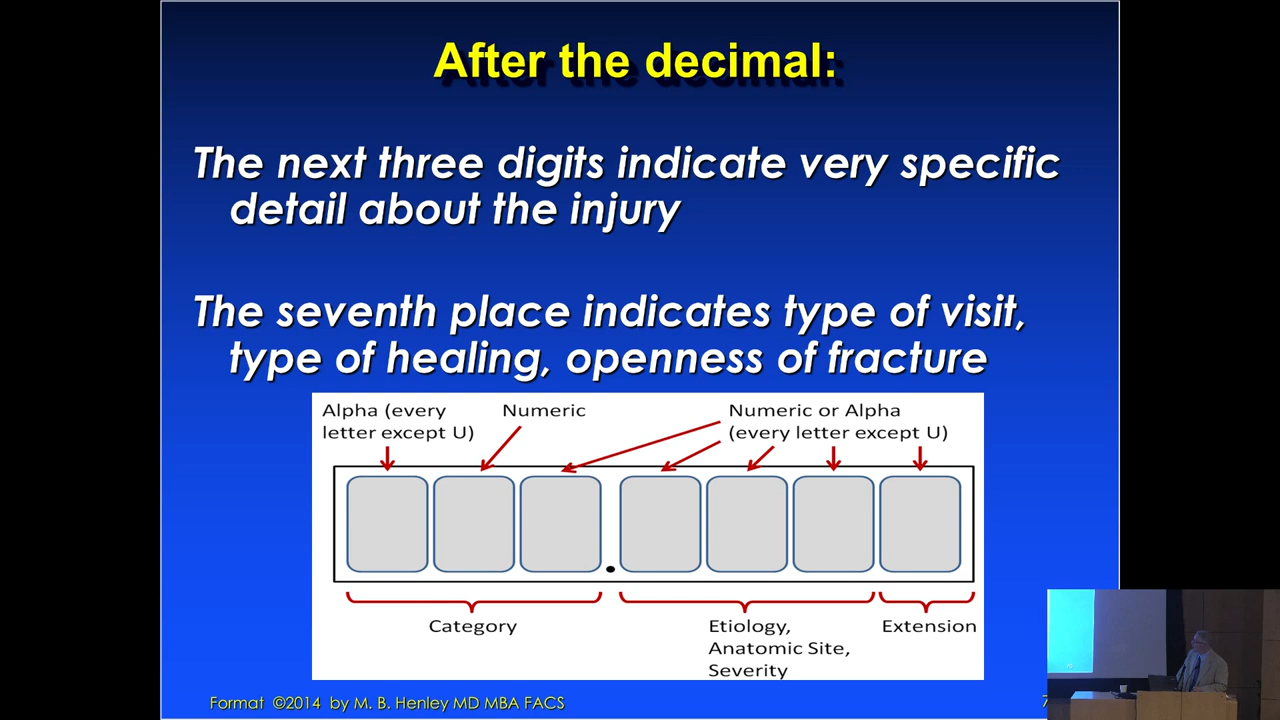 After the decimal:
The next three digits indicate very specific
detail about the injury
The seventh place indicates type of visit,
type of healing, openness of fracture
Alpha (every
letter except U)
Numeric
Numeric or Alpha
(every letter except U)
.
Category
Etiology,
Anatomic Site,
Severity
Extension
Format ©2014 by M. B. Henley MD MBA FACS